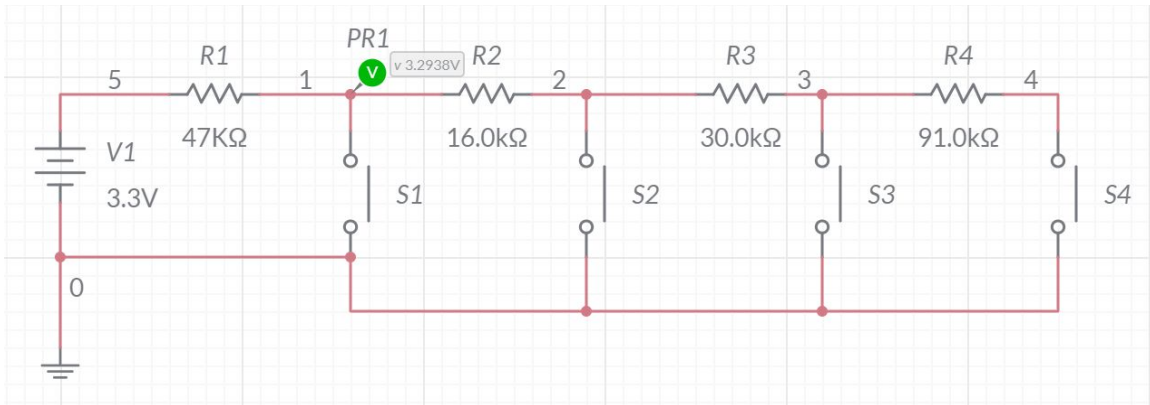 PR1
R1
V
v 3.2938V
R2
R3
R4
5
1
2
3
4
47KΩ
16.0kΩ
30.0kΩ
91.0kΩ
V1
3.3V
S1
S2
S3
S4
0